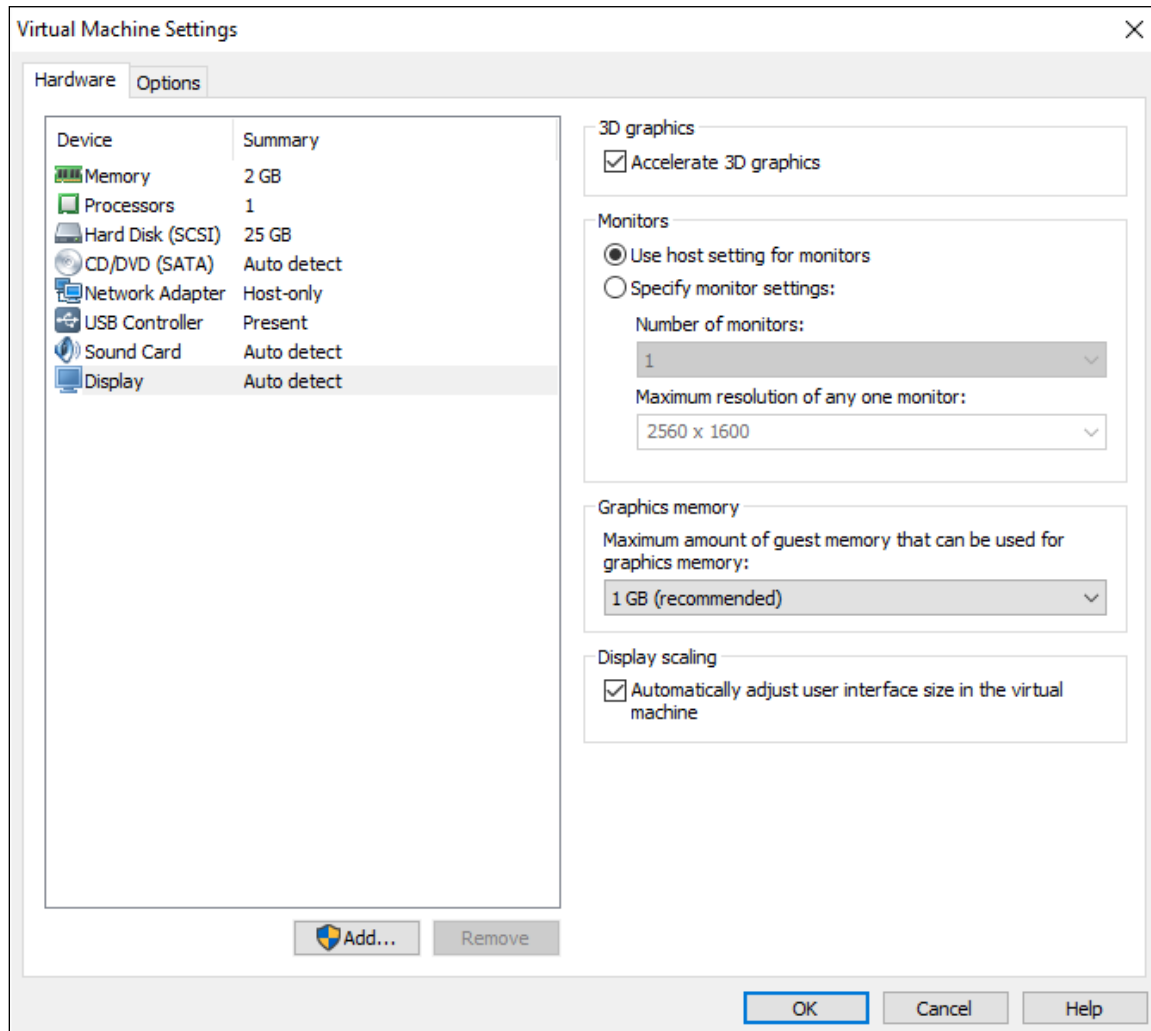 Virtual Machine Settings
Hardware Options
Device Summary
Memory 2 GB
Processors 1
Hard Disk (SCSI) 25 GB
CD/DVD (SATA) Auto detect
Network Adapter Host-only
USB Controller Present
Sound Card Auto detect
Display Auto detect
Add... Remove
3D graphics
Accelerate 3D graphics
Monitors
Use host setting for monitors
Specify monitor settings:
Number of monitors:
1
Maximum resolution of any one monitor:
2560 x 1600
Graphics memory
Maximum amount of guest memory that can be used for
graphics memory:
1 GB (recommended)
Display scaling
Automatically adjust user interface size in the virtual
machine
OK Cancel Help